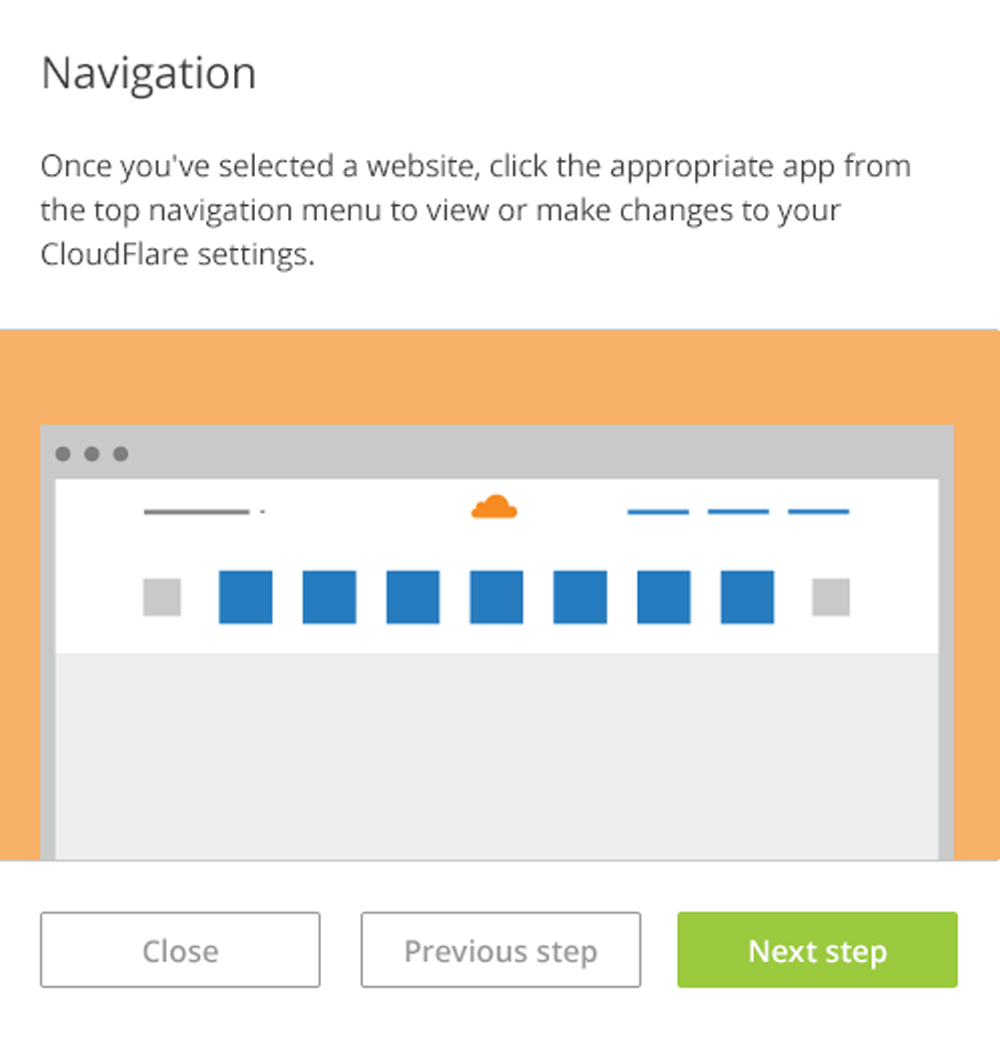 Navigation
Once you've selected a website, click the appropriate app from
the top navigation menu to view or make changes to your
CloudFlare settings.
Close
Previous step
Next step